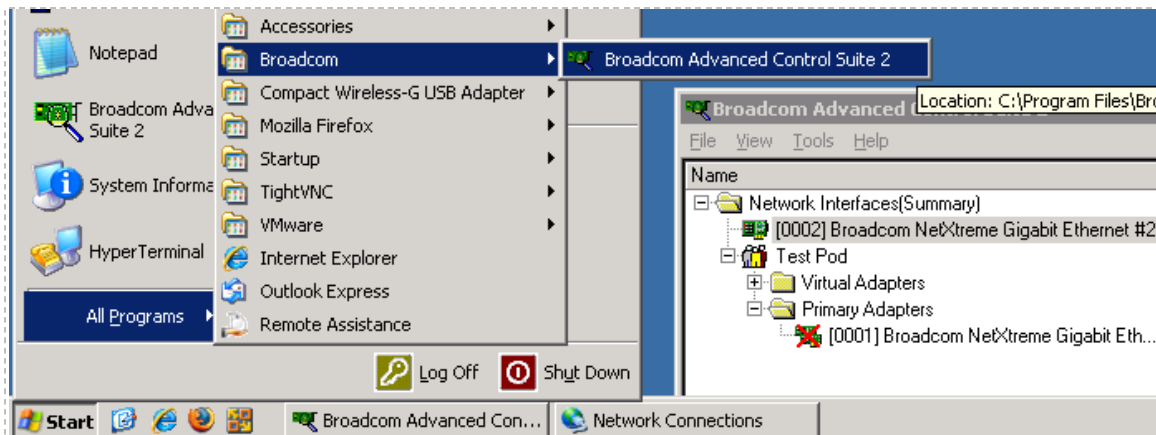 Notepad
Broadcom Adva
Suite 2
System Informa
HyperTerminal
All Programs
Accessories
Broadcom
Compact Wireless-G USB Adapter
Mozilla Firefox
Startup
TightVNC
VMware
Internet Explorer
Outlook Express
Remote Assistance
Log Off
Shut Down
Broadcom Advanced Control Suite 2
Location: C:\Program Files\Bro
Broadcom Advanced
File View Tools Help
Name
Network Interfaces(Summary)
[0002] Broadcom NetXtreme Gigabit Ethernet #2
Test Pod
Virtual Adapters
Primary Adapters
[0001] Broadcom NetXtreme Gigabit Eth...
Start
Broadcom Advanced Con...
Network Connections